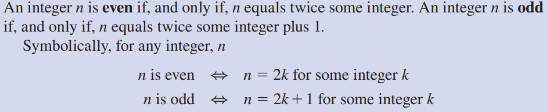 An integer n is even if, and only if, n equals twice some integer. An integer n is odd
if, and only if, n equals twice some integer plus 1.
Symbolically, for any integer, n
n is even ⇔ n = 2k for some integer k
n is odd ⇔ n = 2k + 1 for some integer k